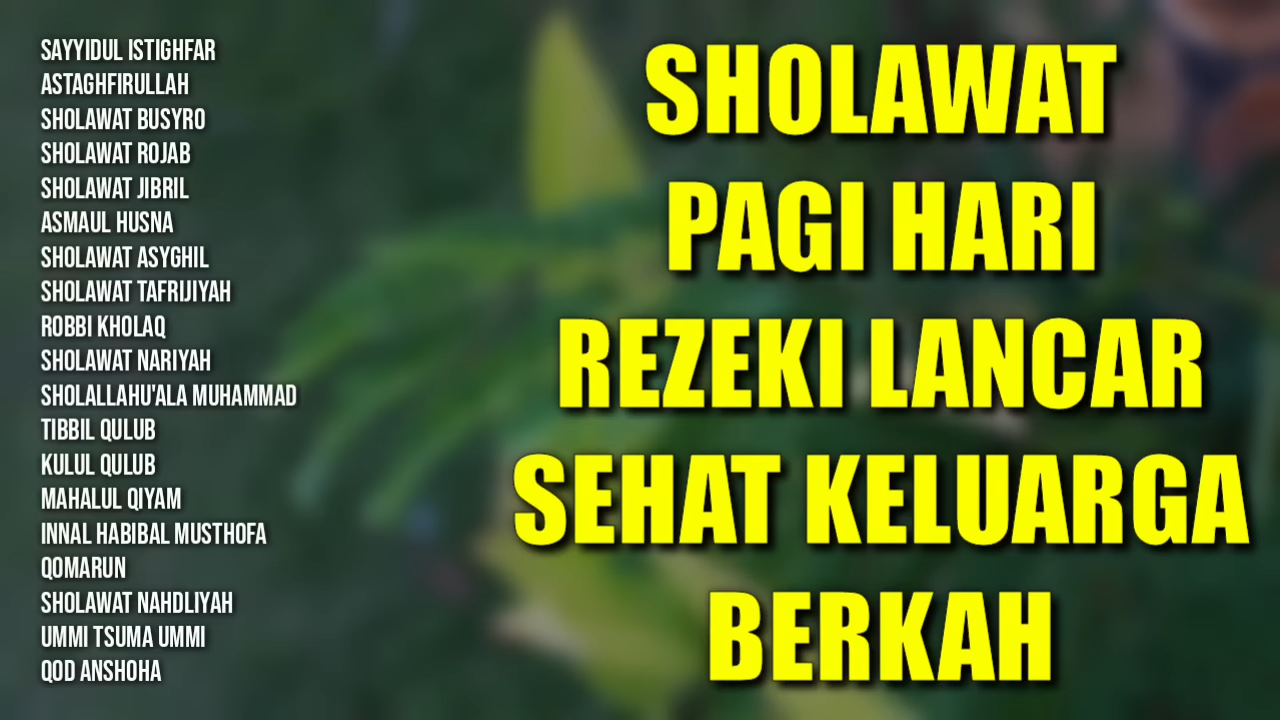 SAYYIDUL ISTIGHFAR
ASTAGHFIRULLAH
SHOLAWAT BUSYRO
SHOLAWAT ROJAB
SHOLAWAT JIBRIL
ASMAUL HUSNA
SHOLAWAT ASYGHIL
SHOLAWAT TAFRIJIYAH
ROBBI KHOLAQ
SHOLAWAT NARIYAH
SHOLALLAHU'ALA MUHAMMAD
TIBBIL QULUB
KULUL QULUB
MAHALUL QIYAM
INNAL HABIBAL MUSTHOFA
QOMARUN
SHOLAWAT NAHDLIYAH
UMMI TSUMA UMMI
QOD ANSHOHA
SHOLAWAT
PAGI HARI
REZEKI LANCAR
SEHAT KELUARGA
BERKAH